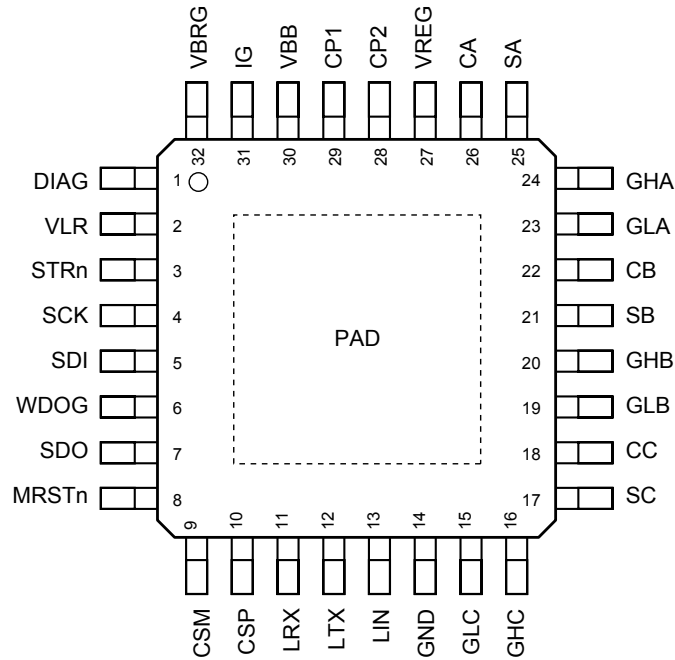 VBRG
IG
VBB
CP1
CP2
VREG
CA
SA
32
31
30
29
28
27
26
25
DIAG 1 24 GHA
VLR 2 23 GLA
STRn 3 22 CB
SCK 4 21 SB
PAD
SDI 5 20 GHB
WDOG 6 19 GLB
SDO 7 18 CC
MRSTn 8 17 SC
9
10
11
12
13
14
15
16
CSM
CSP
LRX
LTX
LIN
GND
GLC
GHC